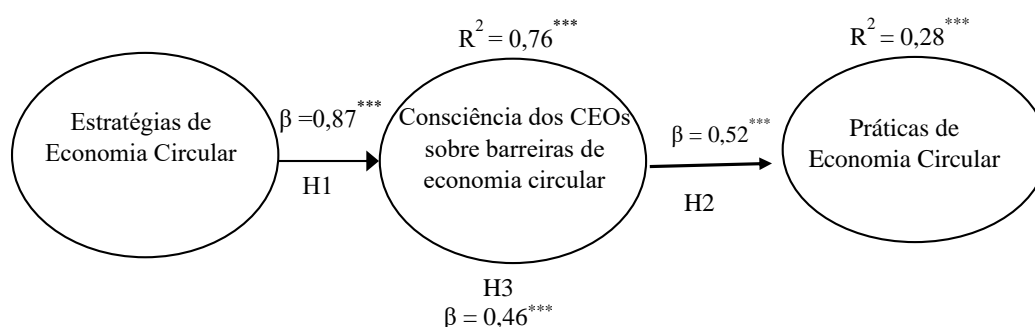 R² = 0,76***
R² = 0,28***
Estratégias de
Economia Circular
β =0,87***
H1
Consciência dos CEOs
sobre barreiras de
economia circular
β = 0,52***
H2
Práticas de
Economia Circular
H3
β = 0,46***